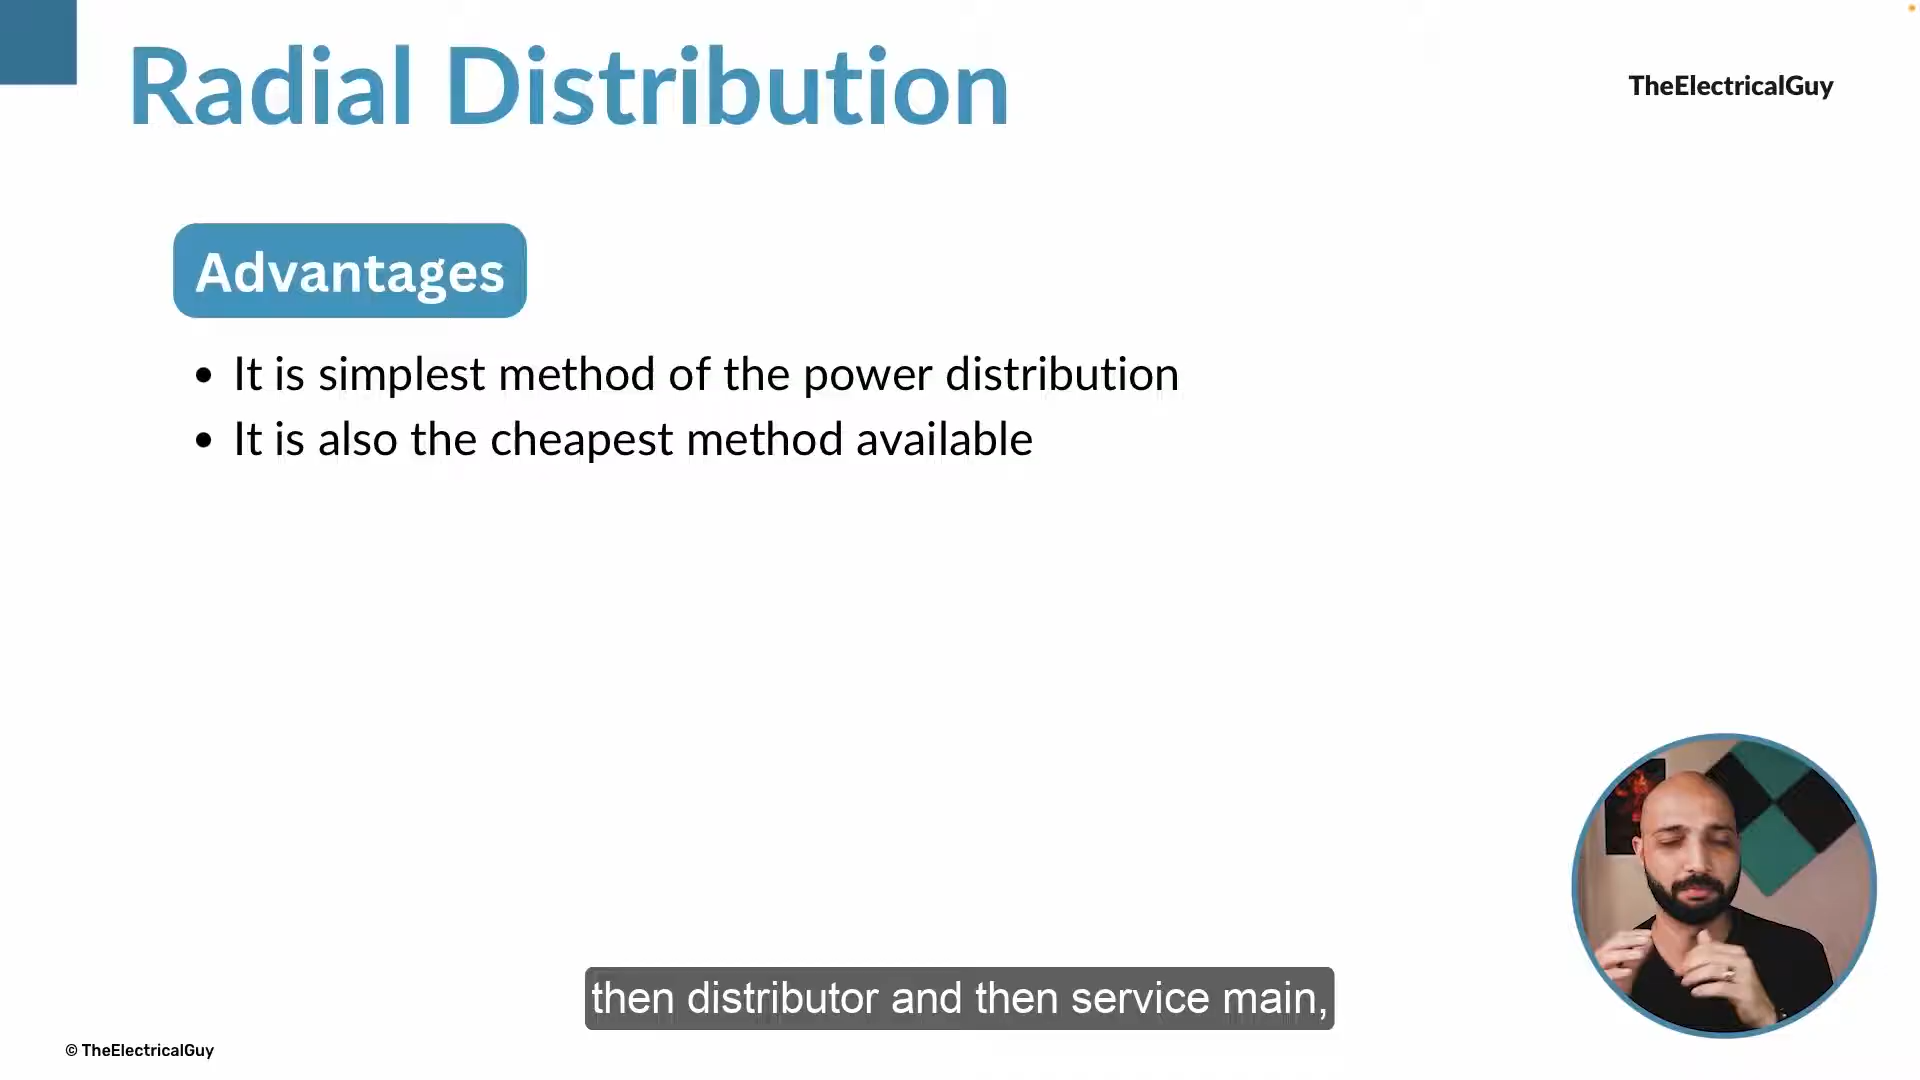 Radial Distribution
TheElectricalGuy
Advantages
• It is simplest method of the power distribution
• It is also the cheapest method available
then distributor and then service main,
© TheElectricalGuy